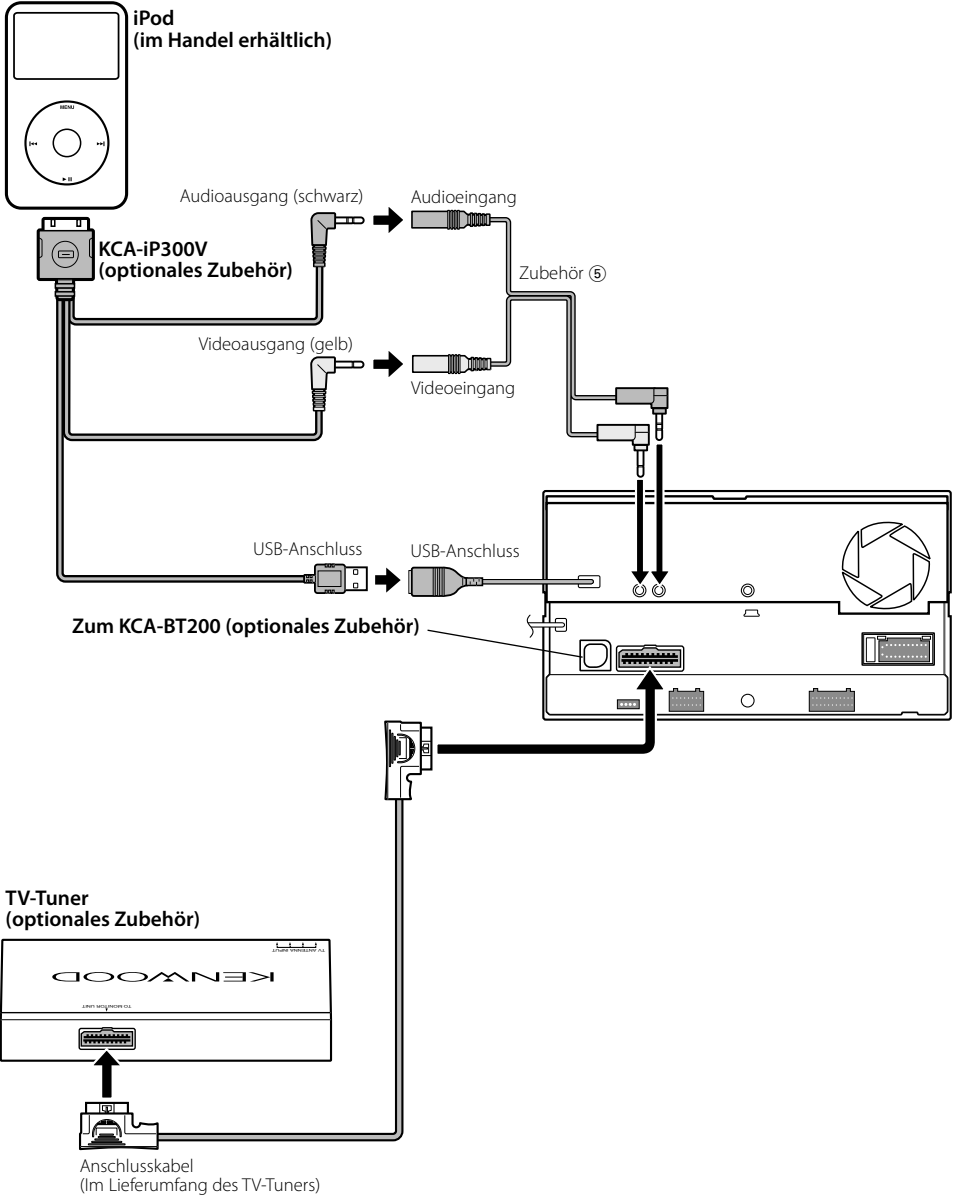 iPod
(im Handel erhältlich)
MENU
Audioausgang (schwarz)
Audioeingang
KCA-iP300V
(optionales Zubehör)
Zubehör ⑤
Videoausgang (gelb)
Videoeingang
USB-Anschluss
USB-Anschluss
Zum KCA-BT200 (optionales Zubehör)
TV-Tuner
(optionales Zubehör)
TV ANTENNA INPUT
KENWOOD
TO MONITOR UNIT
Anschlusskabel
(Im Lieferumfang des TV-Tuners)